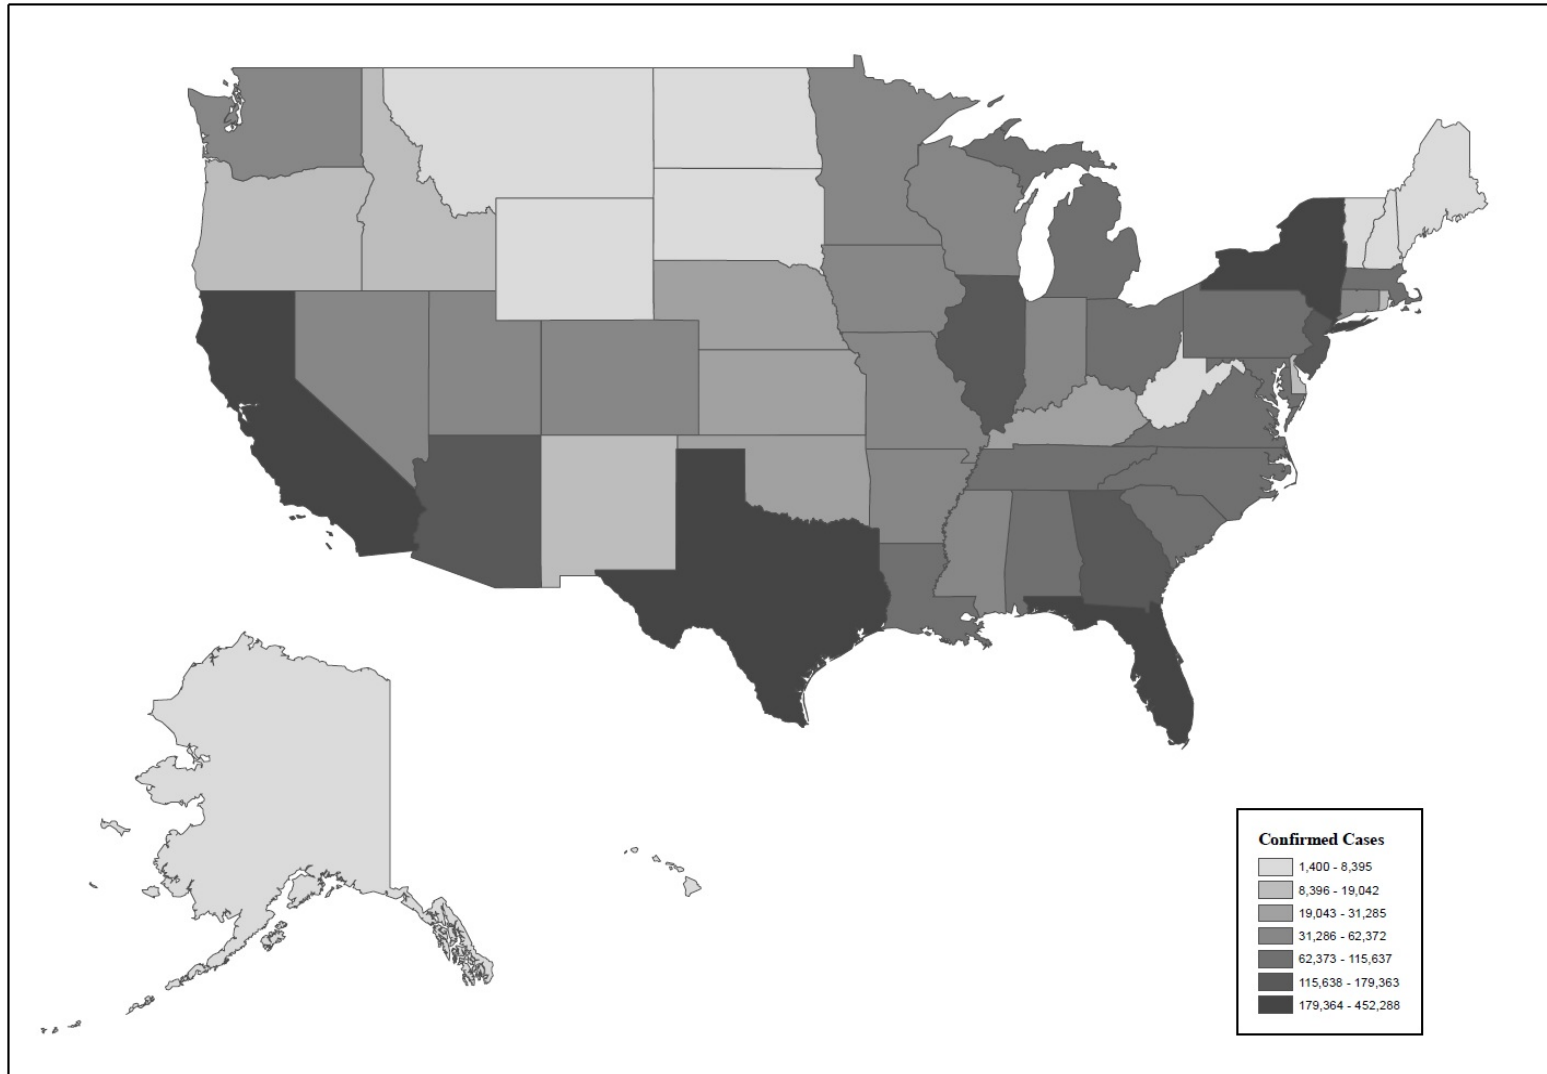 Confirmed Cases
1,400 - 8,395
8,396 - 19,042
19,043 - 31,285
31,286 - 62,372
62,373 - 115,637
115,638 - 179,363
179,364 - 452,288